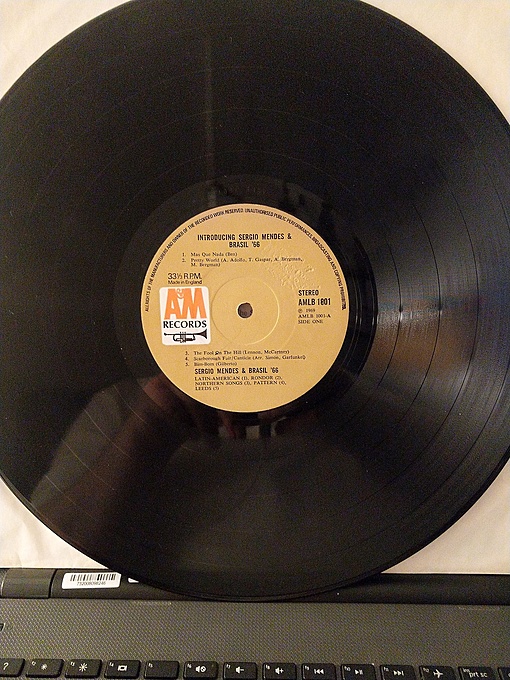 ALL RIGHTS OF THE MANUFACTURER AND OWNER OF THE RECORDED WORK RESERVED. UNAUTHORISED PUBLIC PERFORMANCE, BROADCASTING AND COPYING PROHIBITED.
INTRODUCING SERGIO MENDES &
BRASIL '66
1. Mas Que Nada (Ben)
2. Pretty World (A. Adolfo, T. Gaspar, A. Bregman,
M. Bergman)
33⅓ R.P.M.
Made in England
STEREO
AMLB 1001
℗ 1969
AMLB 1001-A
SIDE ONE
A&M
RECORDS
3. The Fool On The Hill (Lennon, McCartney)
4. Scarborough Fair/Canticle (Arr. Simon, Garfunkel)
5. Bim-Bom (Gilberto)
SERGIO MENDES & BRASIL '66
LATIN-AMERICAN (1), RONDOR (2),
NORTHERN SONGS (3), PATTERN (4),
LEEDS (5)
prt sc